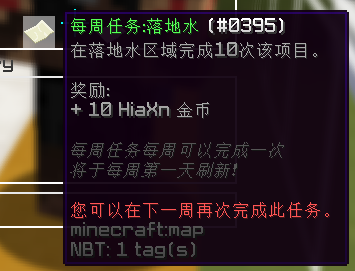 每周任务:落地水 (#0395)
在落地水区域完成10次该项目。
奖励:
+ 10 HiaXn 金币
每周任务每周可以完成一次
将于每周第一天刷新!
您可以在下一周再次完成此任务。
minecraft:map
NBT: 1 tag(s)